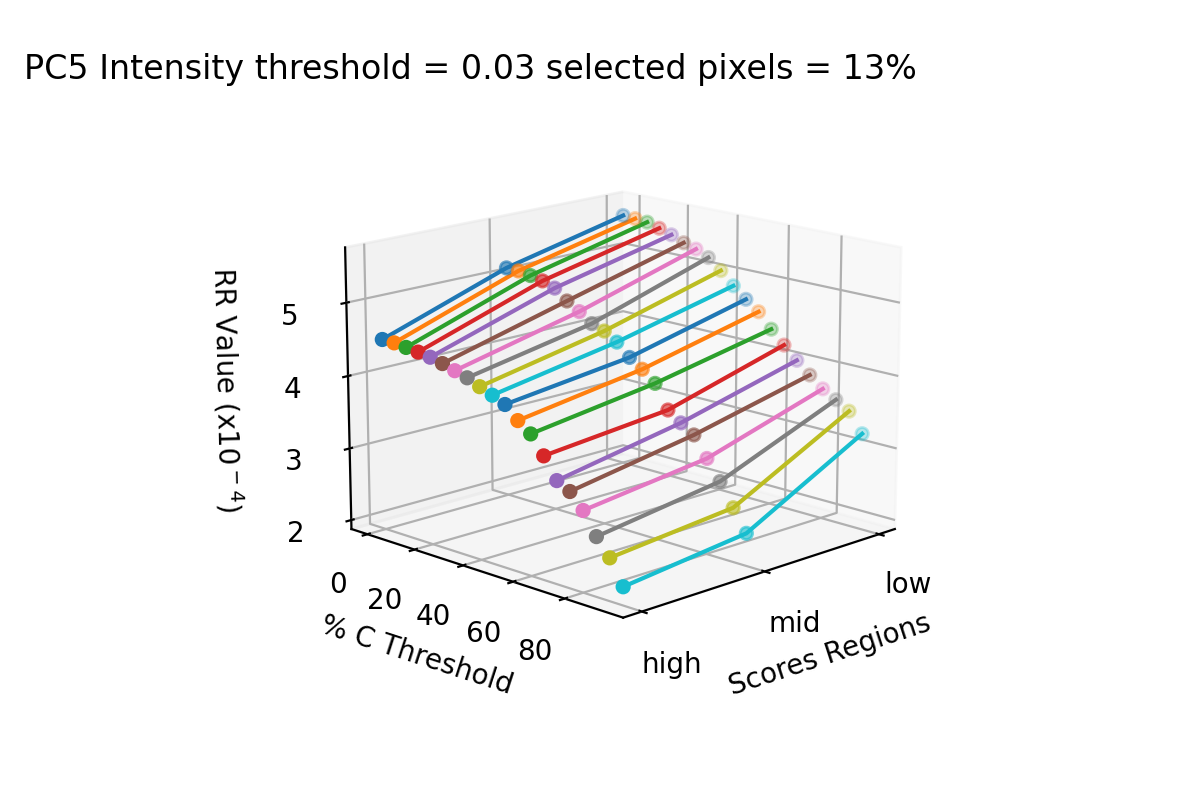 PC5 Intensity threshold = 0.03 selected pixels = 13%
RR Value (x10⁻⁴)
5
4
3
2
0
20
40
60
80
% C Threshold
high
mid
low
Scores Regions